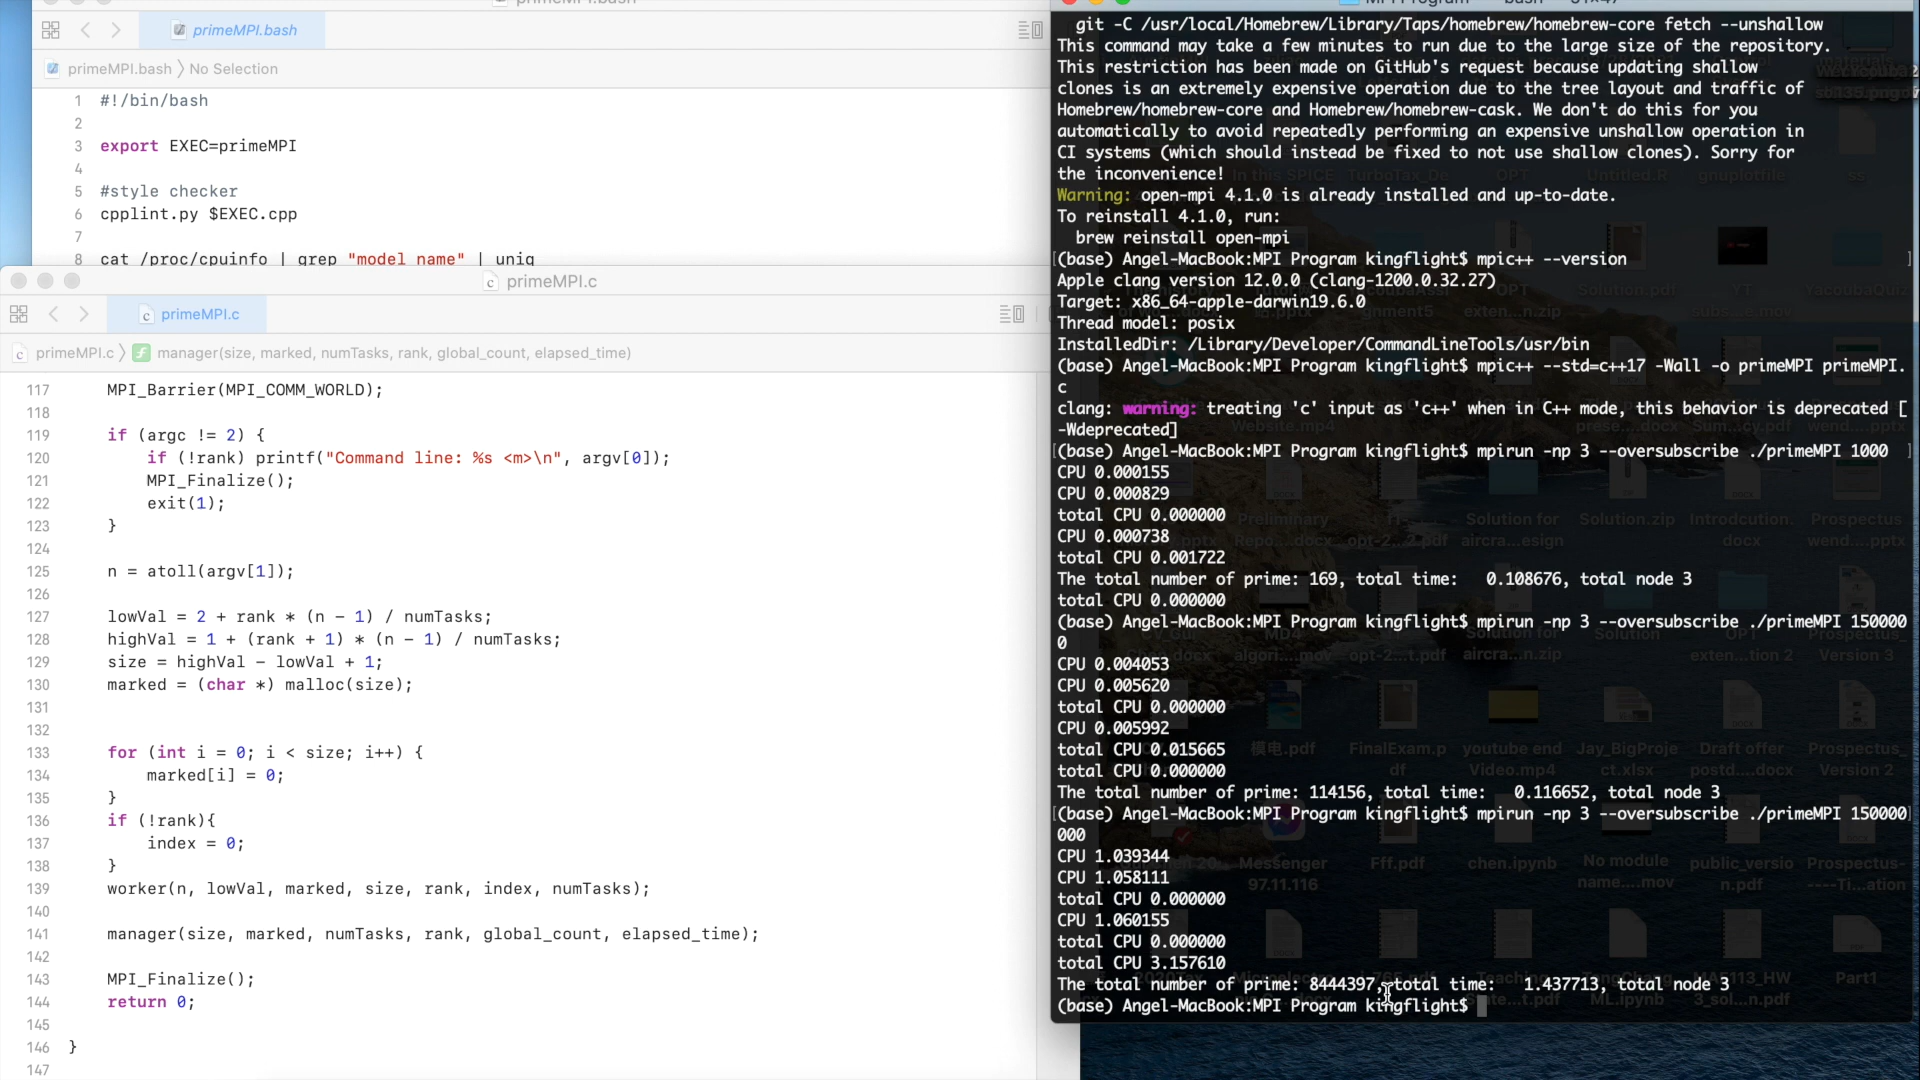 primeMPI.bash
primeMPI.bash 〉 No Selection
1 #!/bin/bash
2
3 export EXEC=primeMPI
4
5 #style checker
6 cpplint.py $EXEC.cpp
7
8 cat /proc/cpuinfo | grep "model name" | uniq
primeMPI.c
primeMPI.c
primeMPI.c 〉 manager(size, marked, numTasks, rank, global_count, elapsed_time)
117 MPI_Barrier(MPI_COMM_WORLD);
118
119 if (argc != 2) {
120 if (!rank) printf("Command line: %s <m>\n", argv[0]);
121 MPI_Finalize();
122 exit(1);
123 }
124
125 n = atoll(argv[1]);
126
127 lowVal = 2 + rank * (n - 1) / numTasks;
128 highVal = 1 + (rank + 1) * (n - 1) / numTasks;
129 size = highVal - lowVal + 1;
130 marked = (char *) malloc(size);
131
132
133 for (int i = 0; i < size; i++) {
134 marked[i] = 0;
135 }
136 if (!rank){
137 index = 0;
138 }
139 worker(n, lowVal, marked, size, rank, index, numTasks);
140
141 manager(size, marked, numTasks, rank, global_count, elapsed_time);
142
143 MPI_Finalize();
144 return 0;
145
146 }
147
git -C /usr/local/Homebrew/Library/Taps/homebrew/homebrew-core fetch --unshallow
This command may take a few minutes to run due to the large size of the repository.
This restriction has been made on GitHub's request because updating shallow
clones is an extremely expensive operation due to the tree layout and traffic of
Homebrew/homebrew-core and Homebrew/homebrew-cask. We don't do this for you
automatically to avoid repeatedly performing an expensive unshallow operation in
CI systems (which should instead be fixed to not use shallow clones). Sorry for
the inconvenience!
Warning: open-mpi 4.1.0 is already installed and up-to-date.
To reinstall 4.1.0, run:
brew reinstall open-mpi
[(base) Angel-MacBook:MPI Program kingflight$ mpic++ --version ]
Apple clang version 12.0.0 (clang-1200.0.32.27)
Target: x86_64-apple-darwin19.6.0
Thread model: posix
InstalledDir: /Library/Developer/CommandLineTools/usr/bin
(base) Angel-MacBook:MPI Program kingflight$ mpic++ --std=c++17 -Wall -o primeMPI primeMPI.
c
clang: warning: treating 'c' input as 'c++' when in C++ mode, this behavior is deprecated [
-Wdeprecated]
[(base) Angel-MacBook:MPI Program kingflight$ mpirun -np 3 --oversubscribe ./primeMPI 1000 ]
CPU 0.000155
CPU 0.000829
total CPU 0.000000
CPU 0.000738
total CPU 0.001722
The total number of prime: 169, total time: 0.108676, total node 3
total CPU 0.000000
(base) Angel-MacBook:MPI Program kingflight$ mpirun -np 3 --oversubscribe ./primeMPI 150000
0
CPU 0.004053
CPU 0.005620
total CPU 0.000000
CPU 0.005992
total CPU 0.015665
total CPU 0.000000
The total number of prime: 114156, total time: 0.116652, total node 3
[(base) Angel-MacBook:MPI Program kingflight$ mpirun -np 3 --oversubscribe ./primeMPI 150000]
000
CPU 1.039344
CPU 1.058111
total CPU 0.000000
CPU 1.060155
total CPU 0.000000
total CPU 3.157610
The total number of prime: 8444397, total time: 1.437713, total node 3
(base) Angel-MacBook:MPI Program kingflight$